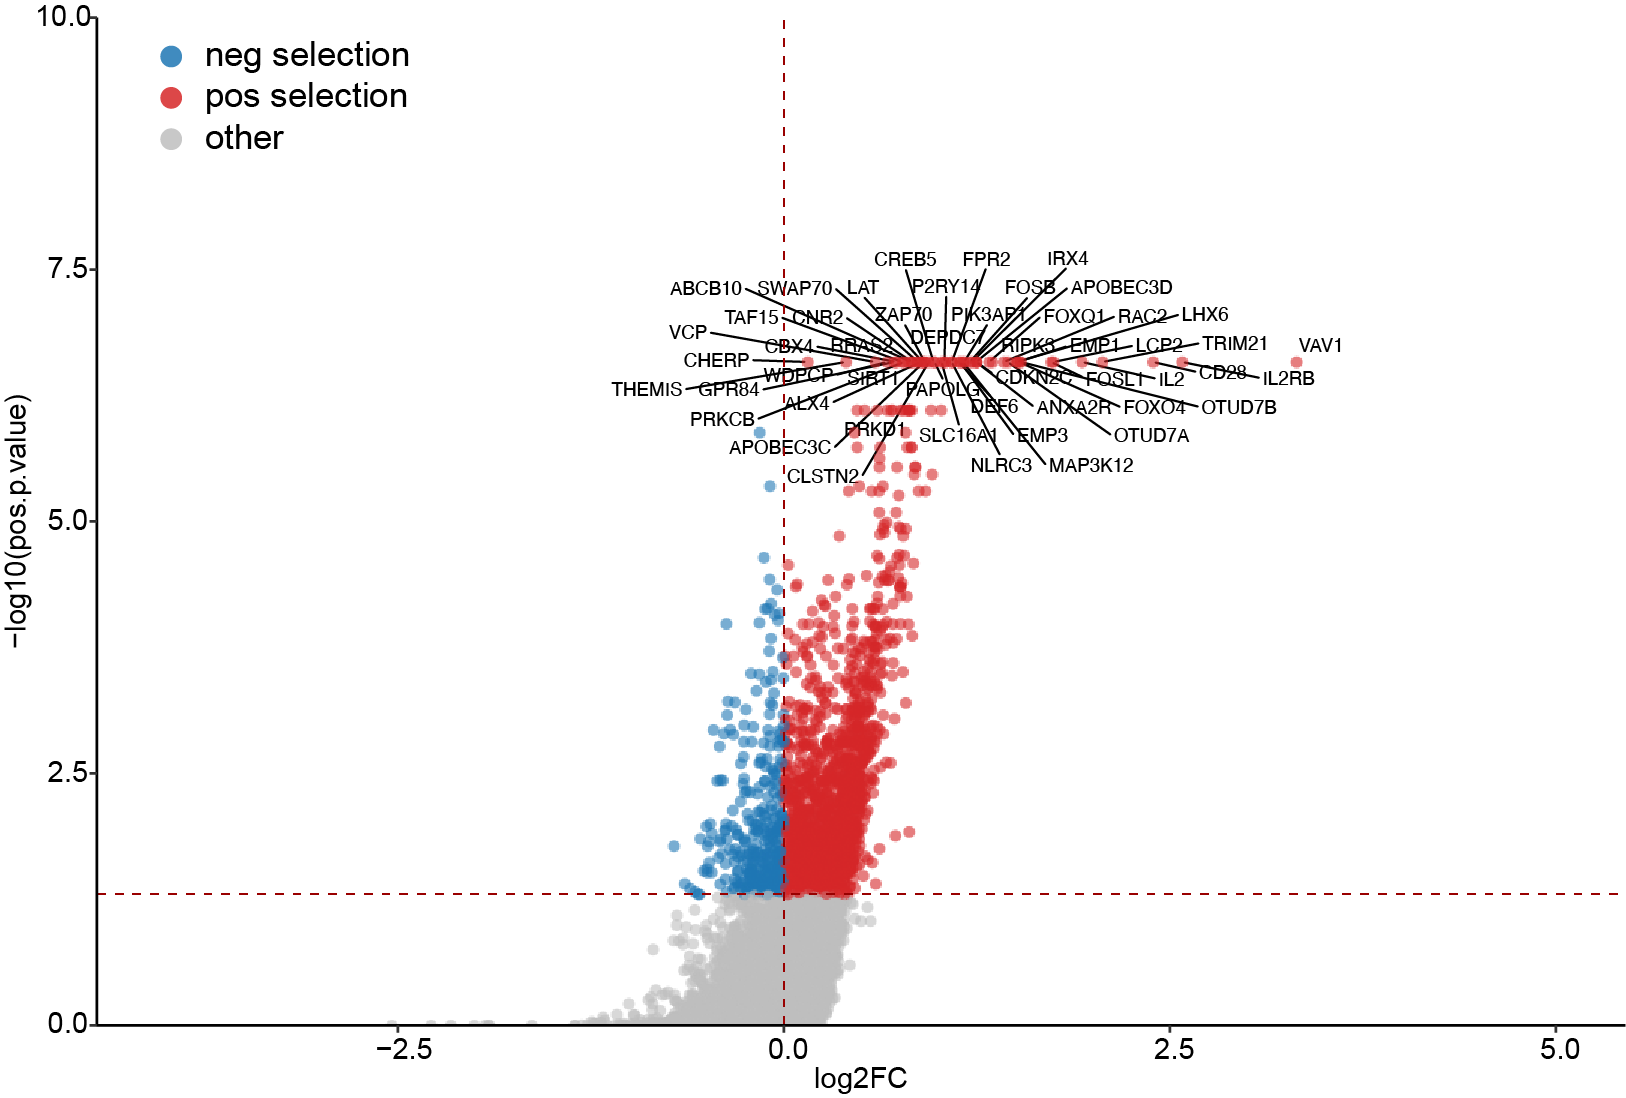 10.0
neg selection
pos selection
other
7.5
CREB5 FPR2 IRX4
ABCB10 SWAP70 LAT P2RY14 FOSB APOBEC3D
TAF15 CNR2 ZAP70 PIK3AP1 FOXQ1 RAC2 LHX6
VCP CBX4 RRAS2 DEPDC7 RIPK3 EMP1 LCP2 TRIM21 VAV1
CHERP WDPCP SIRT1 PAPOLG CDKN2C FOSL1 IL2 CD28 IL2RB
THEMIS GPR84 ALX4 DEF6 ANXA2R FOXO4 OTUD7B
PRKCB PRKD1 SLC16A1 EMP3 OTUD7A
APOBEC3C NLRC3 MAP3K12
CLSTN2
5.0
2.5
0.0
−log10(pos.p.value)
−2.5 0.0 2.5 5.0
log2FC